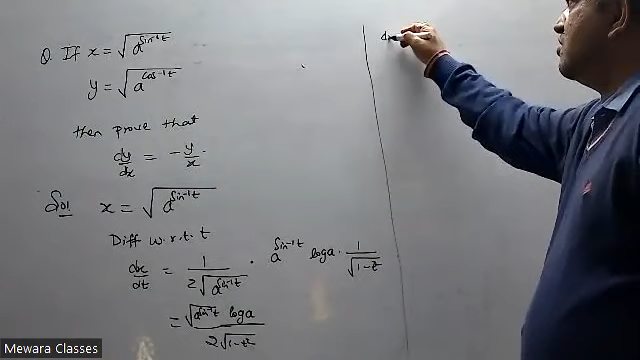 Q. If x = √a^(sin⁻¹t)
y = √a^(cos⁻¹t)
then prove that
dy/dx = -y/x.
Sol x = √a^(sin⁻¹t)
Diff w.r.t. t
dx/dt = 1/(2√a^(sin⁻¹t)) · a^(sin⁻¹t) log a · 1/√(1-t²)
= √a^(sin⁻¹t) log a / 2√(1-t²)
Mewara Classes